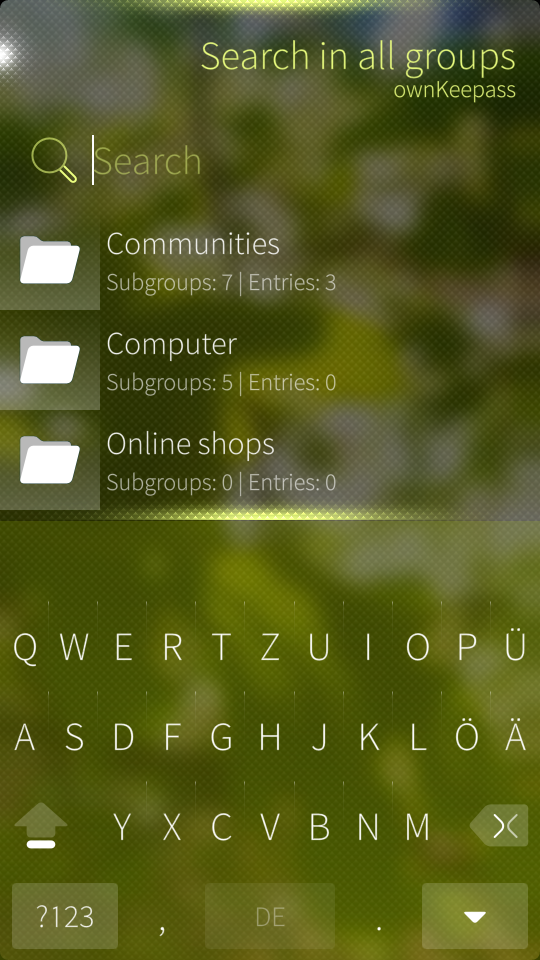 Search in all groups
ownKeepass
Search
Communities
Subgroups: 7 | Entries: 3
Computer
Subgroups: 5 | Entries: 0
Online shops
Subgroups: 0 | Entries: 0
Q W E R T Z U I O P Ü
A S D F G H J K L Ö Ä
Y X C V B N M
?123 , DE .